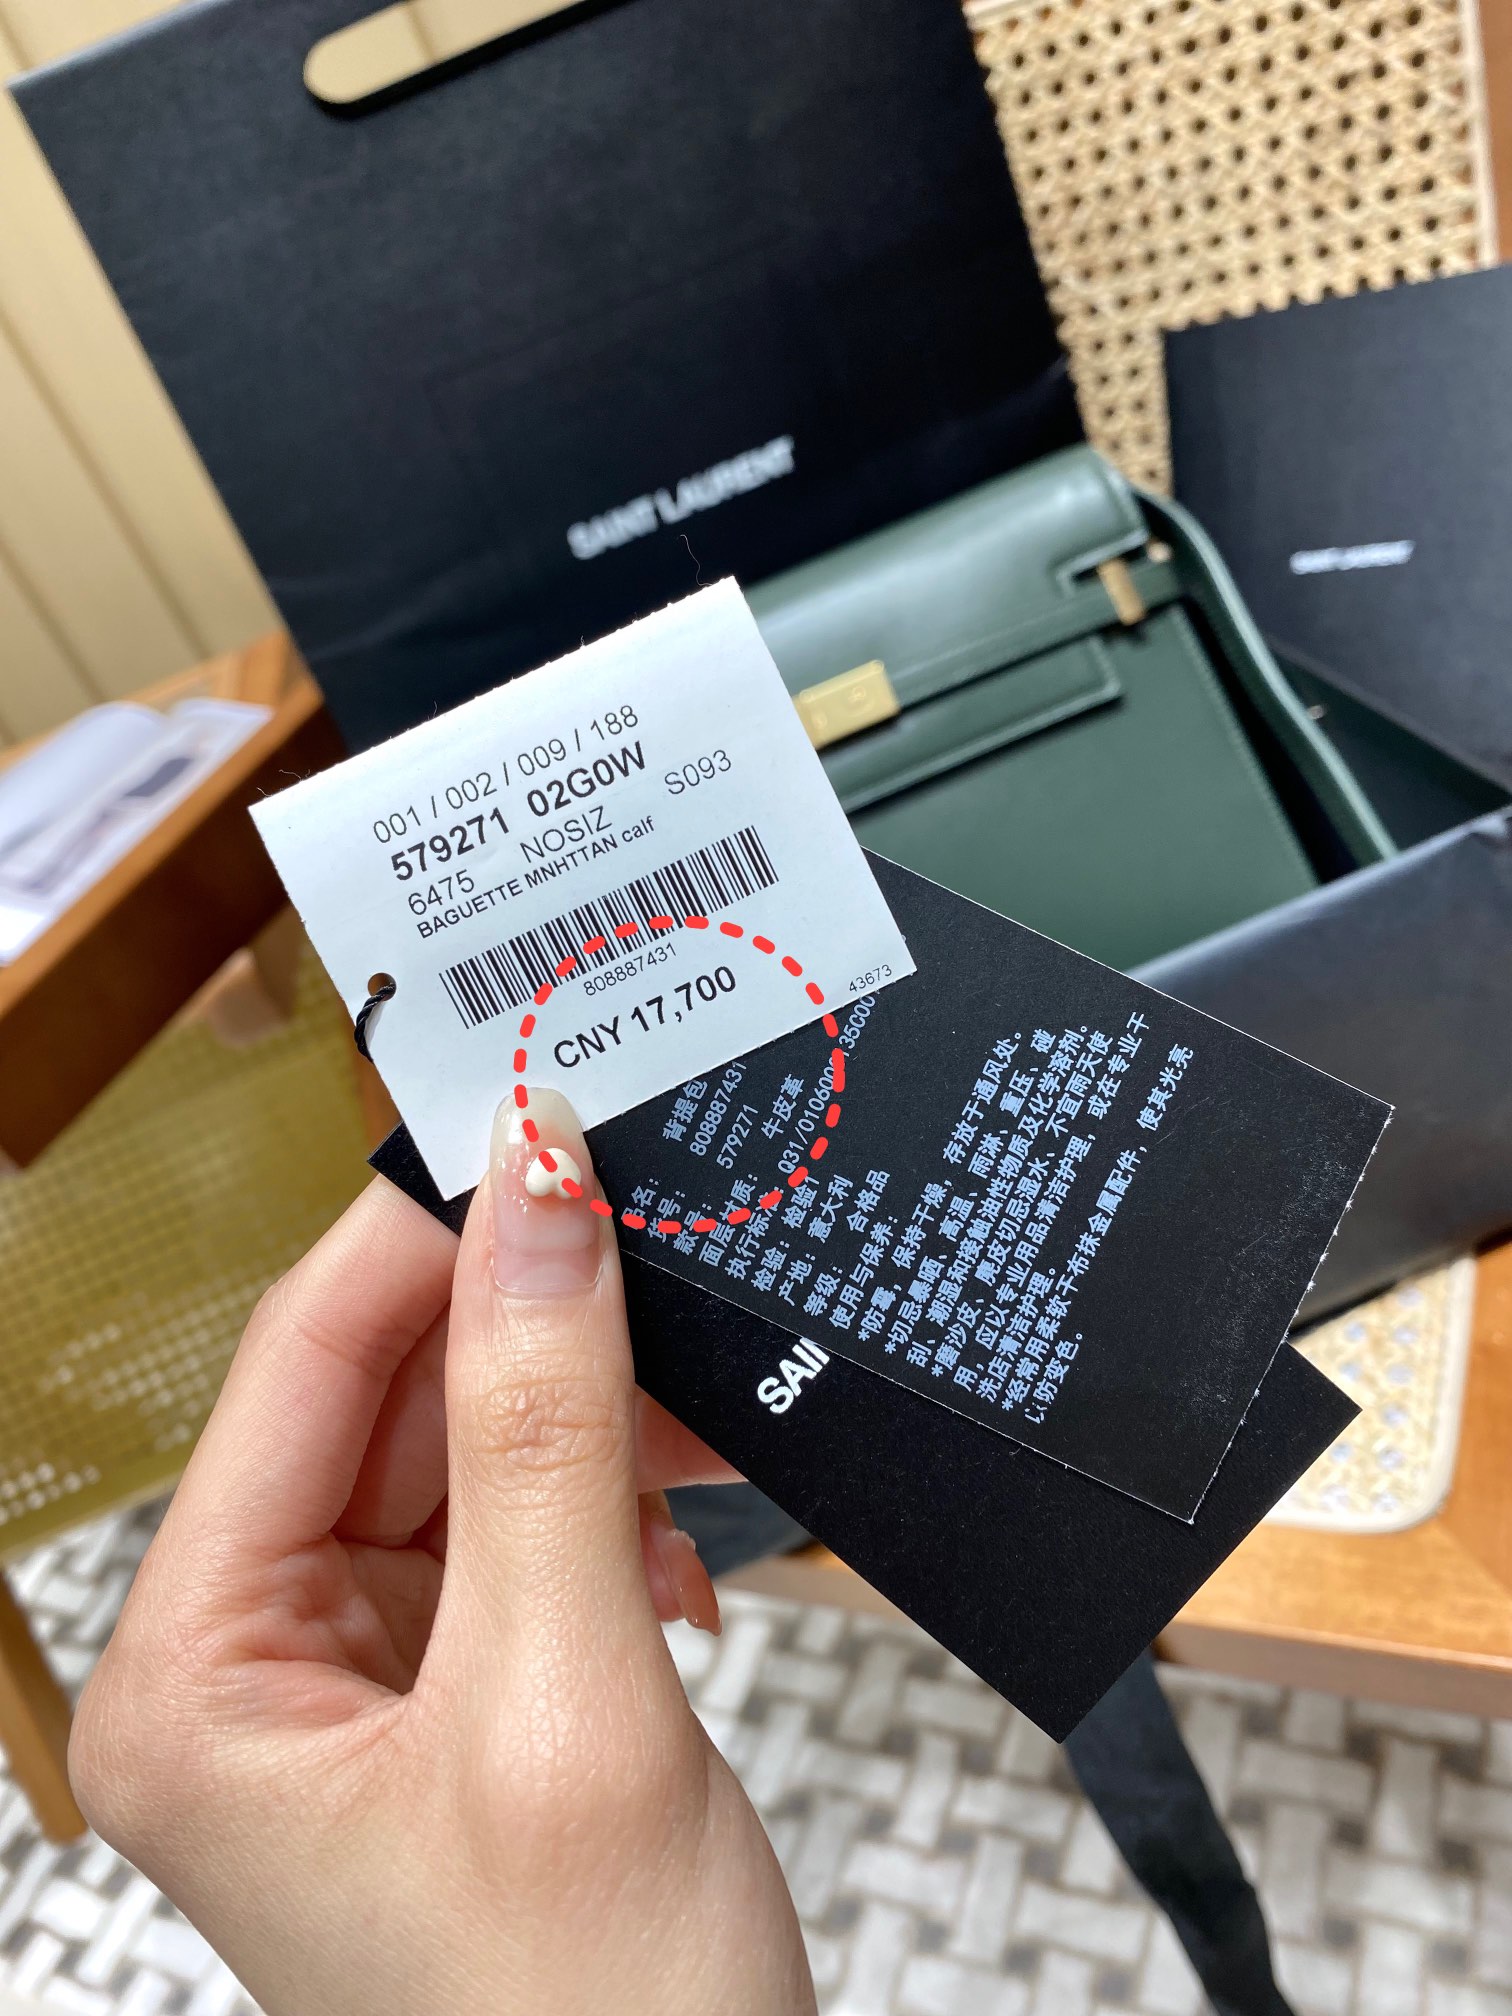 SAINT LAURENT
SAINT LAURENT
001 / 002 / 009 / 188
579271 02G0W
6475 NOSIZ S093
BAGUETTE MNHTTAN calf
808887431
CNY 17,700
43673
品名： 背提包
货号： 808887431
款号： 579271
面层材质： 牛皮革
执行标
检验： 检验1
产地： 意大利
等级： 合格品
使用与保养：
*防霉，保持干燥，存放于通风处。
*切忌暴晒、高温、雨淋、重压、碰
刮、潮湿和接触油性物质及化学溶剂。
*磨沙皮、麂皮切忌湿水、不宜雨天使
用，应以专业用品清洁护理，或在专业干
洗店清洁护理。
*经常用柔软干布抹金属配件，使其光亮
以防变色。
SAI